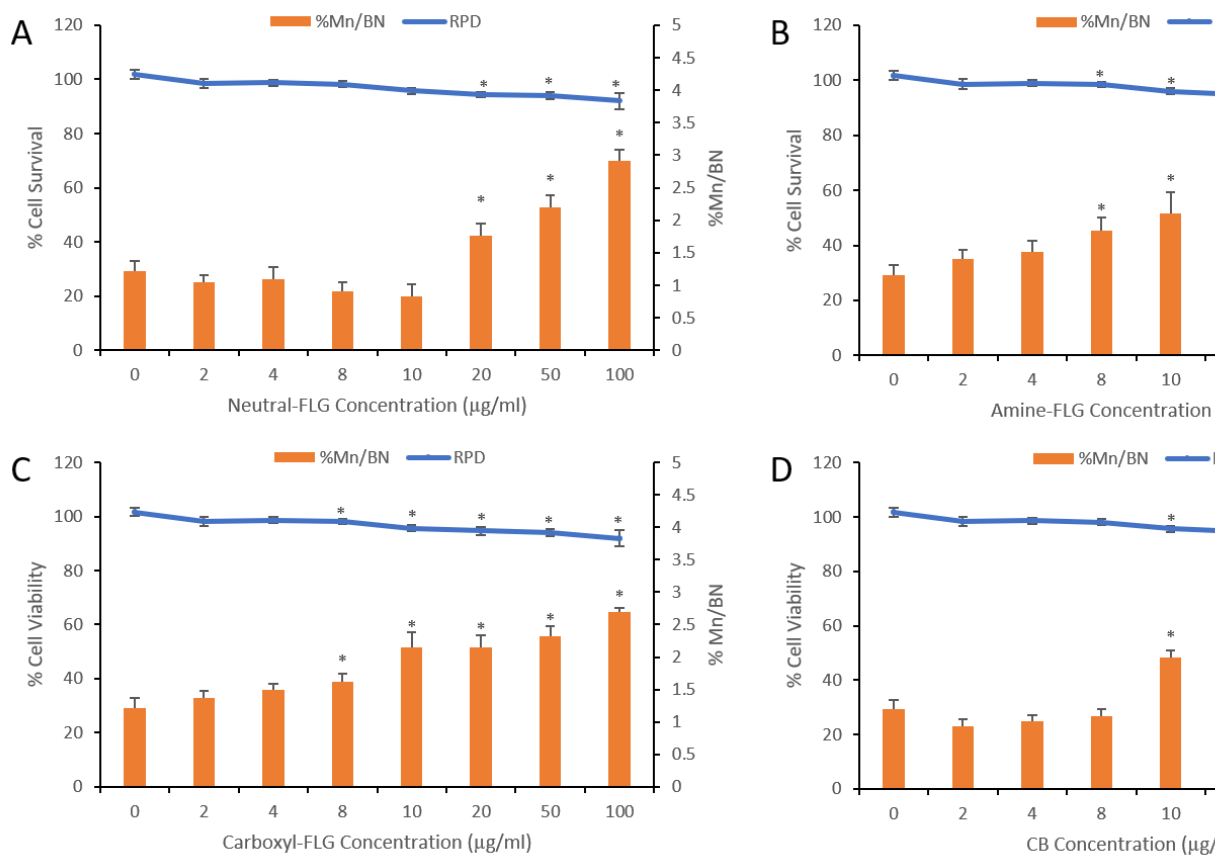 A
%Mn/BN
RPD
120
100
80
60
40
20
0
% Cell Survival
5
4.5
4
3.5
3
2.5
2
1.5
1
0.5
0
%Mn/BN
* * *
* * * *
0 2 4 8 10 20 50 100
Neutral-FLG Concentration (µg/ml)
B
%Mn/BN
120
100
80
60
40
20
0
% Cell Survival
* *
* *
0 2 4 8 10
Amine-FLG Concentration
C
%Mn/BN
RPD
120
100
80
60
40
20
0
% Cell Viability
5
4.5
4
3.5
3
2.5
2
1.5
1
0.5
0
% Mn/BN
* * * * *
* * * * *
0 2 4 8 10 20 50 100
Carboxyl-FLG Concentration (µg/ml)
D
%Mn/BN
120
100
80
60
40
20
0
% Cell Viability
*
*
0 2 4 8 10
CB Concentration (µg/